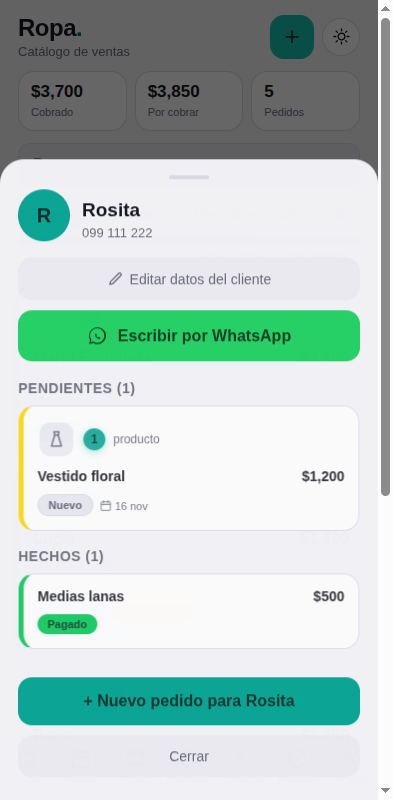 Ropa.
Catálogo de ventas
$3,700
Cobrado
$3,850
Por cobrar
5
Pedidos
R
Rosita
099 111 222
Editar datos del cliente
Escribir por WhatsApp
PENDIENTES (1)
1 producto
Vestido floral $1,200
Nuevo 16 nov
HECHOS (1)
Medias lanas $500
Pagado
+ Nuevo pedido para Rosita
Cerrar